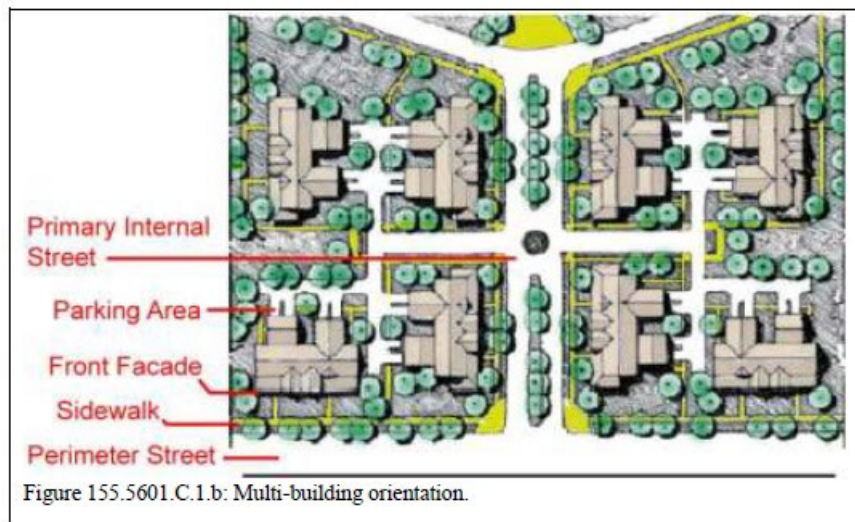 Primary Internal
Street
Parking Area
Front Facade
Sidewalk
Perimeter Street
Figure 155.5601.C.1.b: Multi-building orientation.